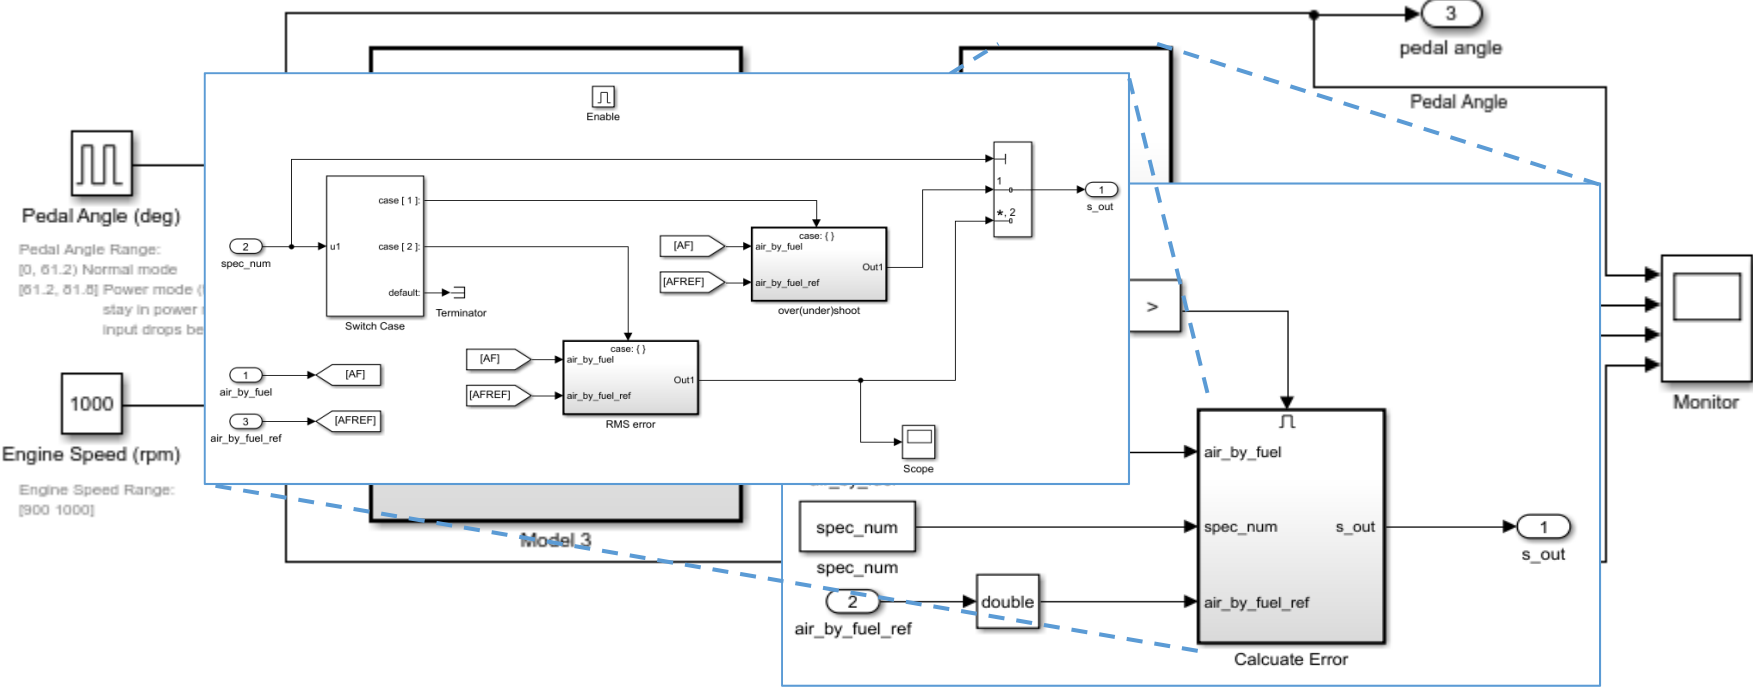 3
pedal angle
Pedal Angle
Pedal Angle (deg)
Pedal Angle Range:
[0, 61.2) Normal mode
[61.2, 81.8] Power mode
stay in power
input drops
1000
Engine Speed (rpm)
Engine Speed Range:
[900 1000]
Enable
2
spec_num
u1
case [ 1 ]:
case [ 2 ]:
default:
Switch Case
Terminator
[AF]
[AFREF]
case: { }
air_by_fuel
air_by_fuel_ref
Out1
over(under)shoot
1
*, 2
1
s_out
1
air_by_fuel
[AF]
3
air_by_fuel_ref
[AFREF]
[AF]
[AFREF]
case: { }
air_by_fuel
air_by_fuel_ref
Out1
RMS error
Scope
Model 3
>
Monitor
air_by_fuel
spec_num
air_by_fuel_ref
s_out
Calcuate Error
spec_num
spec_num
2
air_by_fuel_ref
double
1
s_out